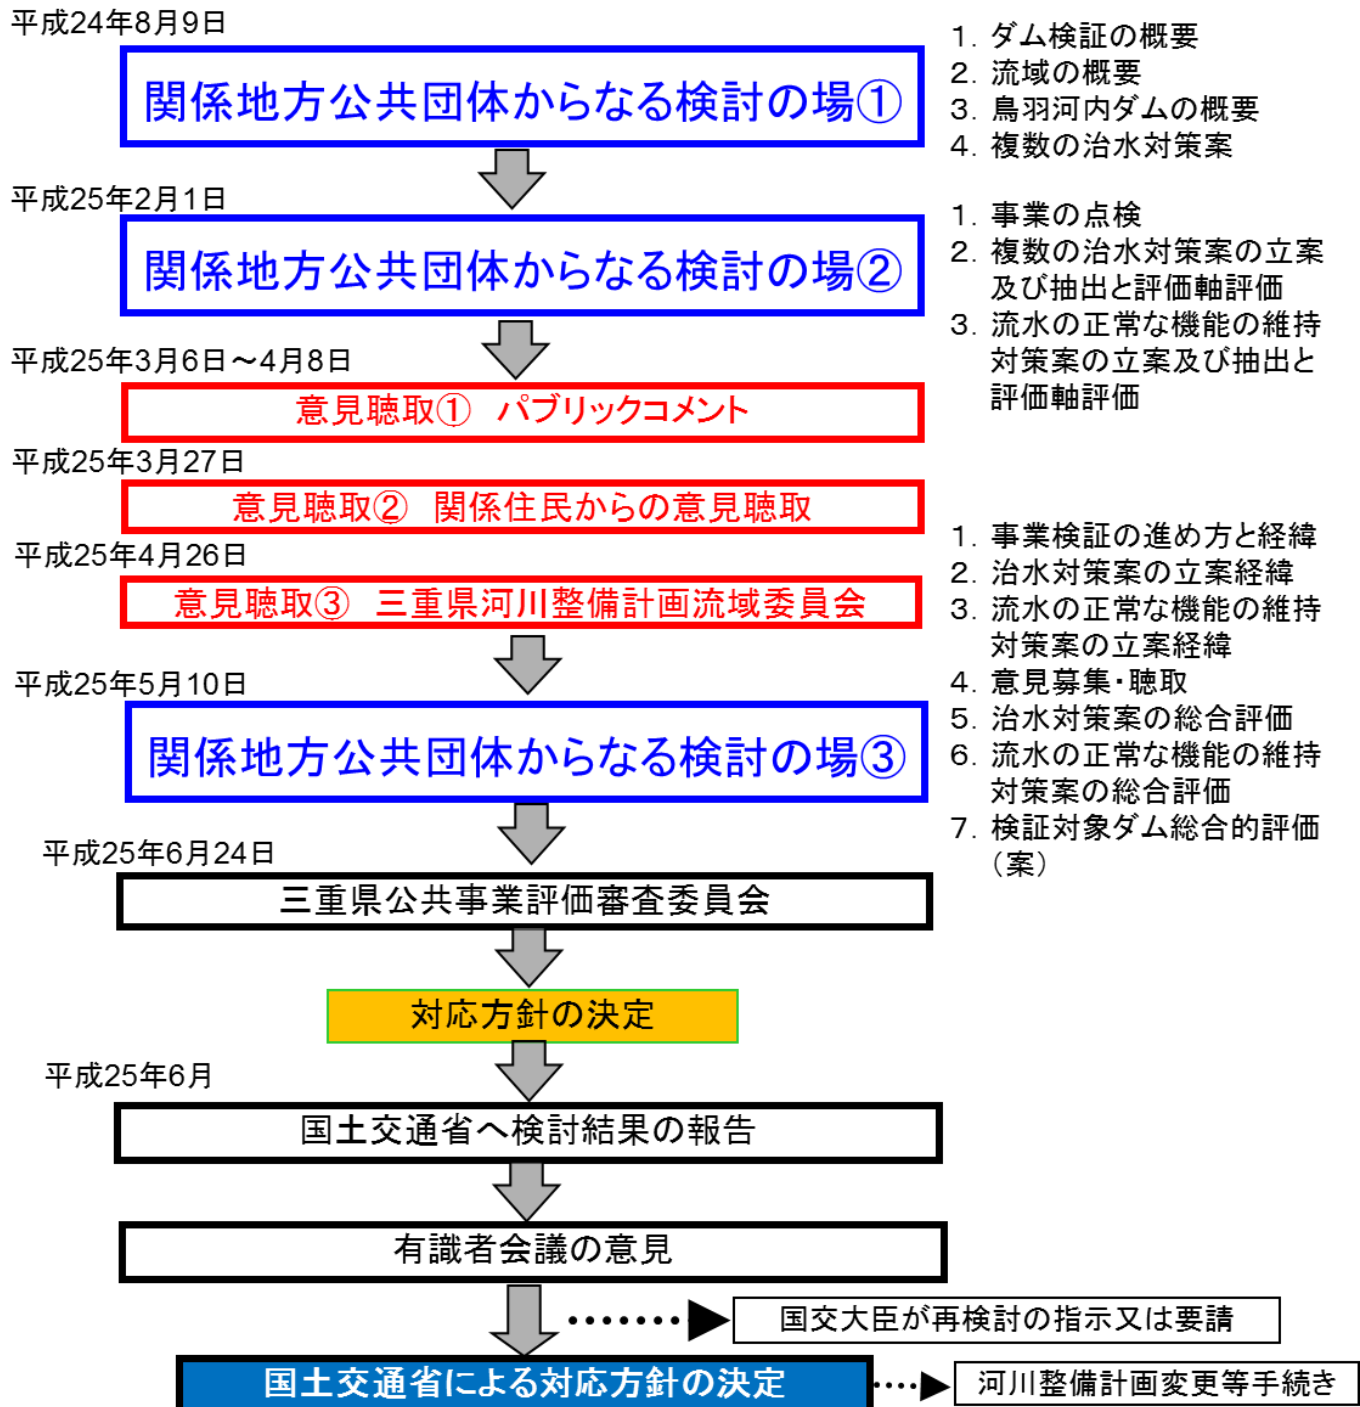 平成24年8月9日
関係地方公共団体からなる検討の場①
1. ダム検証の概要
2. 流域の概要
3. 鳥羽河内ダムの概要
4. 複数の治水対策案
平成25年2月1日
関係地方公共団体からなる検討の場②
1. 事業の点検
2. 複数の治水対策案の立案
及び抽出と評価軸評価
3. 流水の正常な機能の維持
対策案の立案及び抽出と
評価軸評価
平成25年3月6日～4月8日
意見聴取① パブリックコメント
平成25年3月27日
意見聴取② 関係住民からの意見聴取
平成25年4月26日
意見聴取③ 三重県河川整備計画流域委員会
平成25年5月10日
関係地方公共団体からなる検討の場③
1. 事業検証の進め方と経緯
2. 治水対策案の立案経緯
3. 流水の正常な機能の維持
対策案の立案経緯
4. 意見募集・聴取
5. 治水対策案の総合評価
6. 流水の正常な機能の維持
対策案の総合評価
7. 検証対象ダム総合的評価
（案）
平成25年6月24日
三重県公共事業評価審査委員会
対応方針の決定
平成25年6月
国土交通省へ検討結果の報告
有識者会議の意見
国交大臣が再検討の指示又は要請
国土交通省による対応方針の決定
河川整備計画変更等手続き